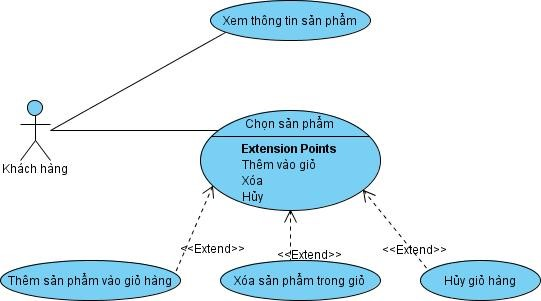 Xem thông tin sản phẩm
Khách hàng
Chọn sản phẩm
Extension Points
Thêm vào giỏ
Xóa
Hủy
<<Extend>>
<<Extend>>
<<Extend>>
Thêm sản phẩm vào giỏ hàng
Xóa sản phẩm trong giỏ
Hủy giỏ hàng